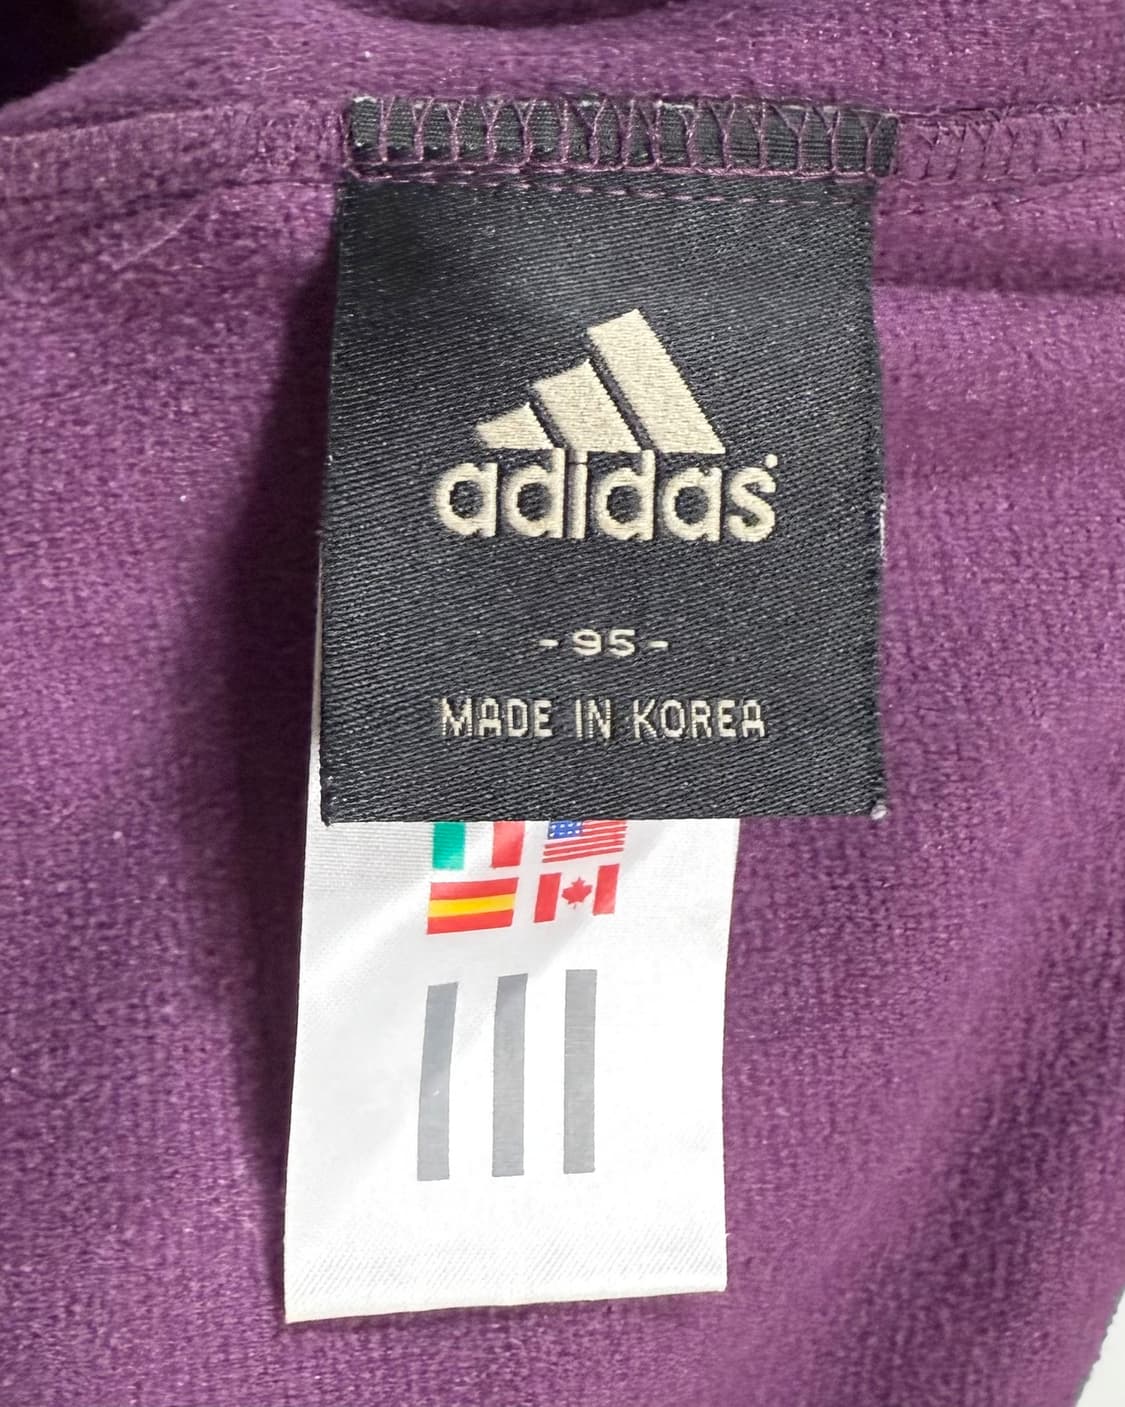 adidas
- 95 -
MADE IN KOREA